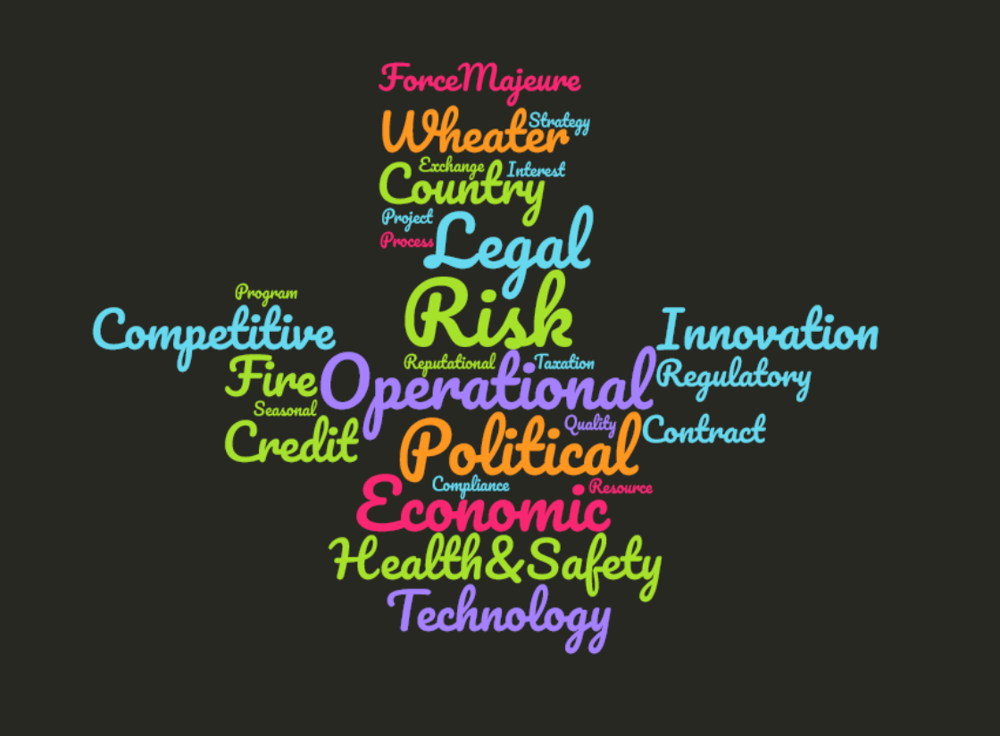 ForceMajeure
Strategy
Wheater
Exchange
Interest
Country
Project
Legal
Process
Program
Risk
Competitive
Innovation
Reputational
Taxation
Fire
Operational
Regulatory
Seasonal
Quality
Contract
Credit
Political
Compliance
Resource
Economic
Health&Safety
Technology